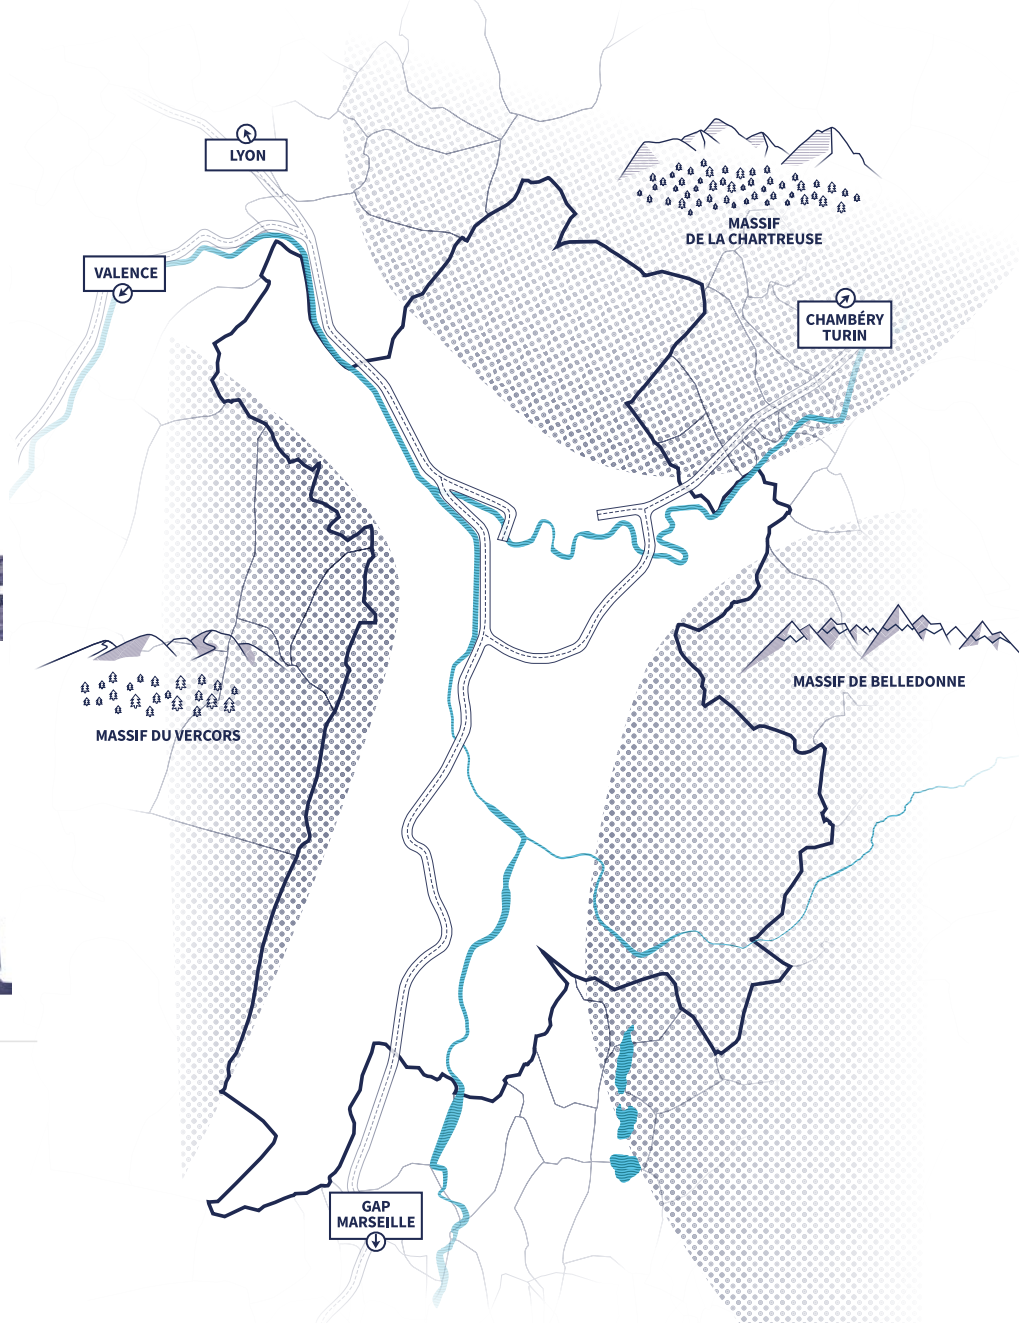 LYON
MASSIF
DE LA CHARTREUSE
VALENCE
CHAMBÉRY
TURIN
MASSIF DE BELLEDONNE
MASSIF DU VERCORS
GAP
MARSEILLE